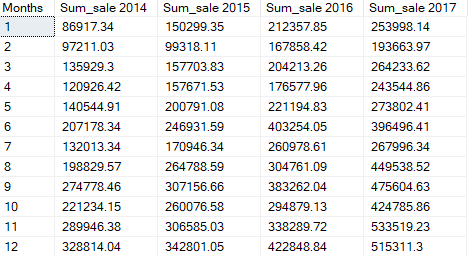 Months Sum_sale 2014 Sum_sale 2015 Sum_sale 2016 Sum_sale 2017
1 86917.34 150299.35 212357.85 253998.14
2 97211.03 99318.11 167858.42 193663.97
3 135929.3 157703.83 204213.26 264233.62
4 120926.42 157671.53 176577.96 243544.86
5 140544.91 200791.08 221194.83 273802.41
6 207178.34 246931.59 403254.05 396496.41
7 132013.34 170946.34 260978.61 267996.34
8 198829.57 264788.59 304761.09 449538.52
9 274778.46 307156.66 383262.04 475604.63
10 221234.15 260076.58 294879.13 424785.86
11 289946.38 306585.03 338289.72 533519.23
12 328814.04 342801.05 422848.84 515311.3